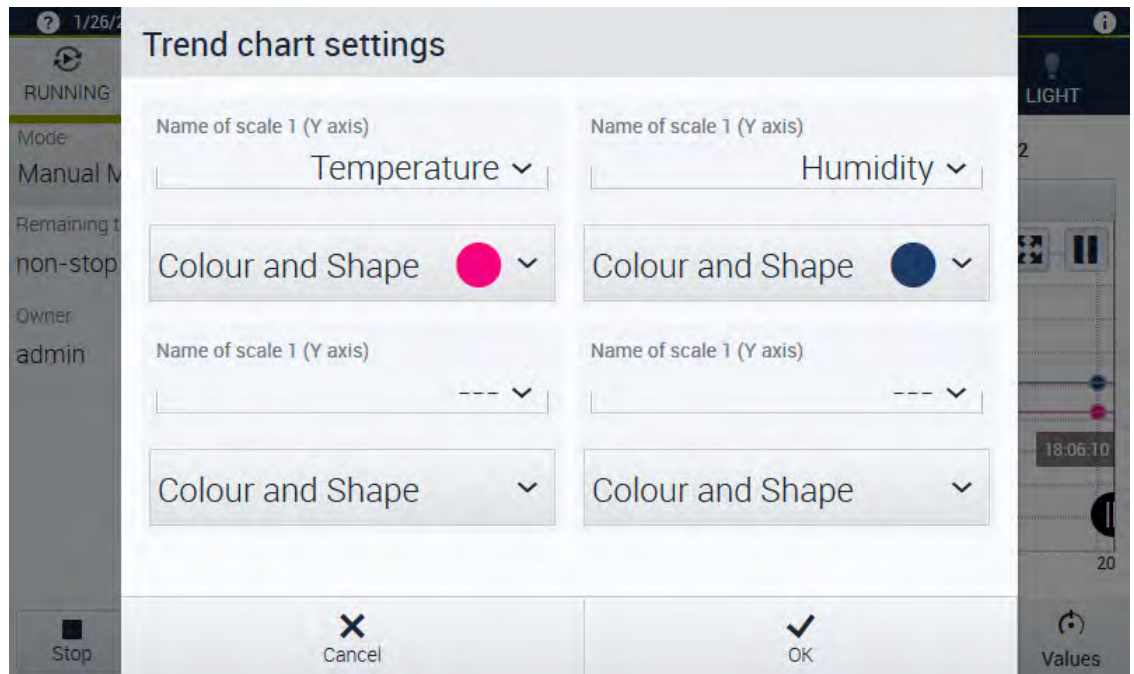 ? 1/26/2
i
RUNNING
LIGHT
Mode
Manual M
Remaining t
non-stop
Owner
admin
Trend chart settings
Name of scale 1 (Y axis)
Temperature
Name of scale 1 (Y axis)
Humidity
Colour and Shape
Colour and Shape
Name of scale 1 (Y axis)
---
Name of scale 1 (Y axis)
---
Colour and Shape
Colour and Shape
2
18:06:10
20
Stop
Cancel
OK
Values